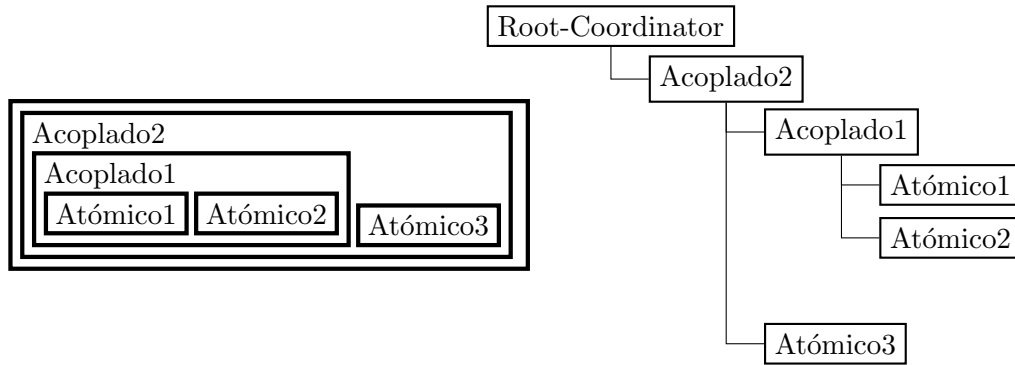 Acoplado2
Acoplado1
Atómico1 Atómico2
Atómico3
Root-Coordinator
Acoplado2
Acoplado1
Atómico1
Atómico2
Atómico3